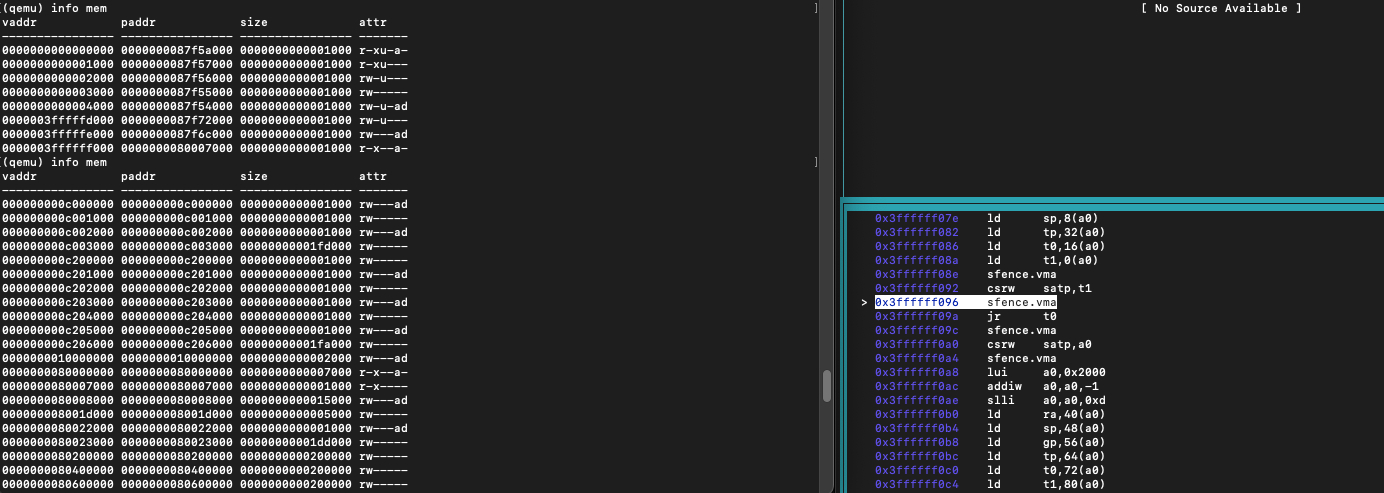 (qemu) info mem
vaddr            paddr            size             attr
---------------- ---------------- ---------------- -------
0000000000000000 0000000087f5a000 0000000000001000 r-xu-a-
0000000000001000 0000000087f57000 0000000000001000 r-xu---
0000000000002000 0000000087f56000 0000000000001000 rw-u---
0000000000003000 0000000087f55000 0000000000001000 rw-----
0000000000004000 0000000087f54000 0000000000001000 rw-u-ad
0000003fffffd000 0000000087f72000 0000000000001000 rw-u---
0000003fffffe000 0000000087f6c000 0000000000001000 rw---ad
0000003ffffff000 0000000080007000 0000000000001000 r-x--a-
(qemu) info mem
vaddr            paddr            size             attr
---------------- ---------------- ---------------- -------
000000000c000000 000000000c000000 0000000000001000 rw---ad
000000000c001000 000000000c001000 0000000000001000 rw-----
000000000c002000 000000000c002000 0000000000001000 rw---ad
000000000c003000 000000000c003000 00000000001fd000 rw-----
000000000c200000 000000000c200000 0000000000001000 rw-----
000000000c201000 000000000c201000 0000000000001000 rw---ad
000000000c202000 000000000c202000 0000000000001000 rw-----
000000000c203000 000000000c203000 0000000000001000 rw---ad
000000000c204000 000000000c204000 0000000000001000 rw-----
000000000c205000 000000000c205000 0000000000001000 rw---ad
000000000c206000 000000000c206000 00000000001fa000 rw-----
0000000010000000 0000000010000000 0000000000002000 rw---ad
0000000080000000 0000000080000000 0000000000007000 r-x--a-
0000000080007000 0000000080007000 0000000000001000 r-x----
0000000080008000 0000000080008000 0000000000015000 rw---ad
000000008001d000 000000008001d000 0000000000005000 rw-----
0000000080022000 0000000080022000 0000000000001000 rw---ad
0000000080023000 0000000080023000 00000000001dd000 rw-----
0000000080200000 0000000080200000 0000000000200000 rw-----
0000000080400000 0000000080400000 0000000000200000 rw-----
0000000080600000 0000000080600000 0000000000200000 rw-----
[ No Source Available ]
0x3ffffff07e    ld      sp,8(a0)
0x3ffffff082    ld      tp,32(a0)
0x3ffffff086    ld      t0,16(a0)
0x3ffffff08a    ld      t1,0(a0)
0x3ffffff08e    sfence.vma
0x3ffffff092    csrw    satp,t1
> 0x3ffffff096    sfence.vma
0x3ffffff09a    jr      t0
0x3ffffff09c    sfence.vma
0x3ffffff0a0    csrw    satp,a0
0x3ffffff0a4    sfence.vma
0x3ffffff0a8    lui     a0,0x2000
0x3ffffff0ac    addiw   a0,a0,-1
0x3ffffff0ae    slli    a0,a0,0xd
0x3ffffff0b0    ld      ra,40(a0)
0x3ffffff0b4    ld      sp,48(a0)
0x3ffffff0b8    ld      gp,56(a0)
0x3ffffff0bc    ld      tp,64(a0)
0x3ffffff0c0    ld      t0,72(a0)
0x3ffffff0c4    ld      t1,80(a0)